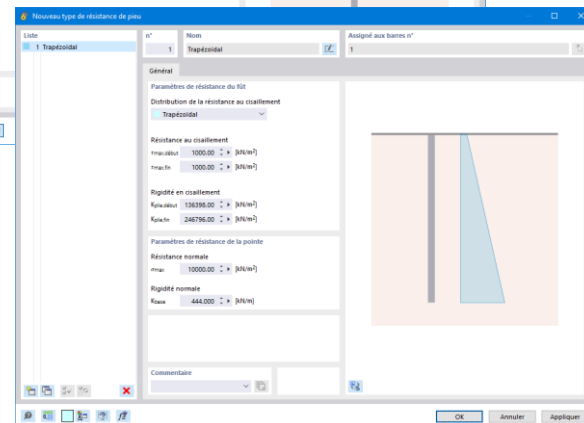 Nouveau type de résistance de pieu
Liste
1 Trapézoïdal
n°
1
Nom
Trapézoïdal
Assigné aux barres n°
1
Général
Paramètres de résistance du fût
Distribution de la résistance au cisaillement
Trapézoïdal
Résistance au cisaillement
τmax,début 1000.00 [kN/m²]
τmax,fin 1000.00 [kN/m²]
Rigidité en cisaillement
Kpile,début 136398.00 [kN/m²]
Kpile,fin 246796.00 [kN/m²]
Paramètres de résistance de la pointe
Résistance normale
σmax 10000.00 [kN/m²]
Rigidité normale
Kbase 444.000 [kN/m]
Commentaire
OK
Annuler
Appliquer